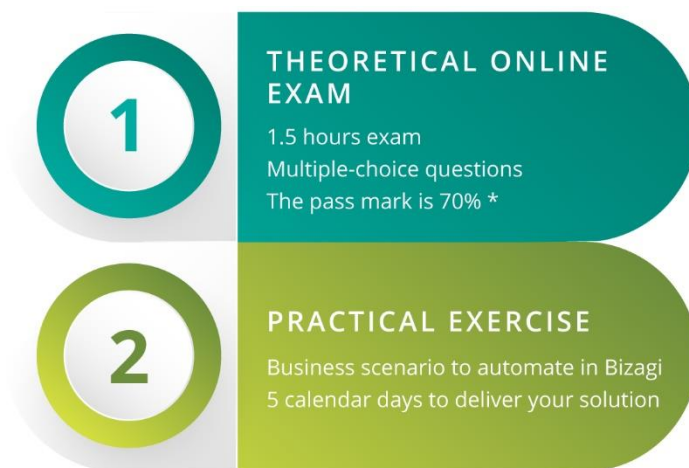 1
THEORETICAL ONLINE
EXAM
1.5 hours exam
Multiple-choice questions
The pass mark is 70% *
2
PRACTICAL EXERCISE
Business scenario to automate in Bizagi
5 calendar days to deliver your solution